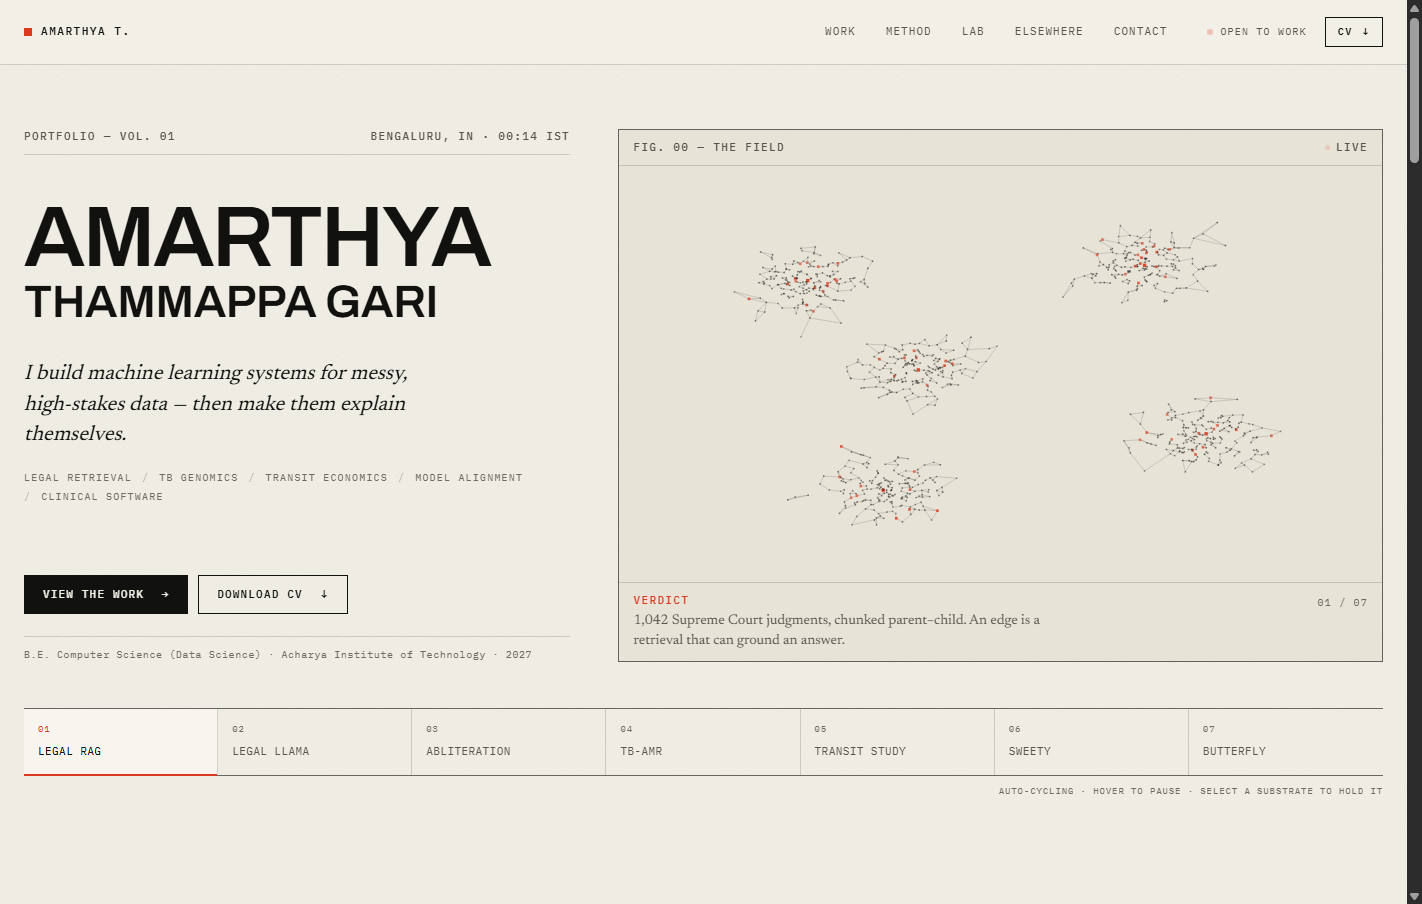 AMARTHYA T.
WORK METHOD LAB ELSEWHERE CONTACT OPEN TO WORK CV ↓
PORTFOLIO — VOL. 01
BENGALURU, IN · 00:14 IST
AMARTHYA
THAMMAPPA GARI
I build machine learning systems for messy,
high-stakes data — then make them explain
themselves.
LEGAL RETRIEVAL / TB GENOMICS / TRANSIT ECONOMICS / MODEL ALIGNMENT
/ CLINICAL SOFTWARE
VIEW THE WORK →
DOWNLOAD CV ↓
B.E. Computer Science (Data Science) · Acharya Institute of Technology · 2027
FIG. 00 — THE FIELD
LIVE
VERDICT
01 / 07
1,042 Supreme Court judgments, chunked parent–child. An edge is a
retrieval that can ground an answer.
01
LEGAL RAG
02
LEGAL LLAMA
03
ABLITERATION
04
TB-AMR
05
TRANSIT STUDY
06
SWEETY
07
BUTTERFLY
AUTO-CYCLING · HOVER TO PAUSE · SELECT A SUBSTRATE TO HOLD IT